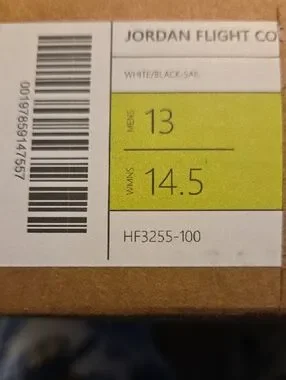 JORDAN FLIGHT CO
WHITE/BLACK-SAIL
MENS 13
WMNS 14.5
HF3255-100
00197859147557